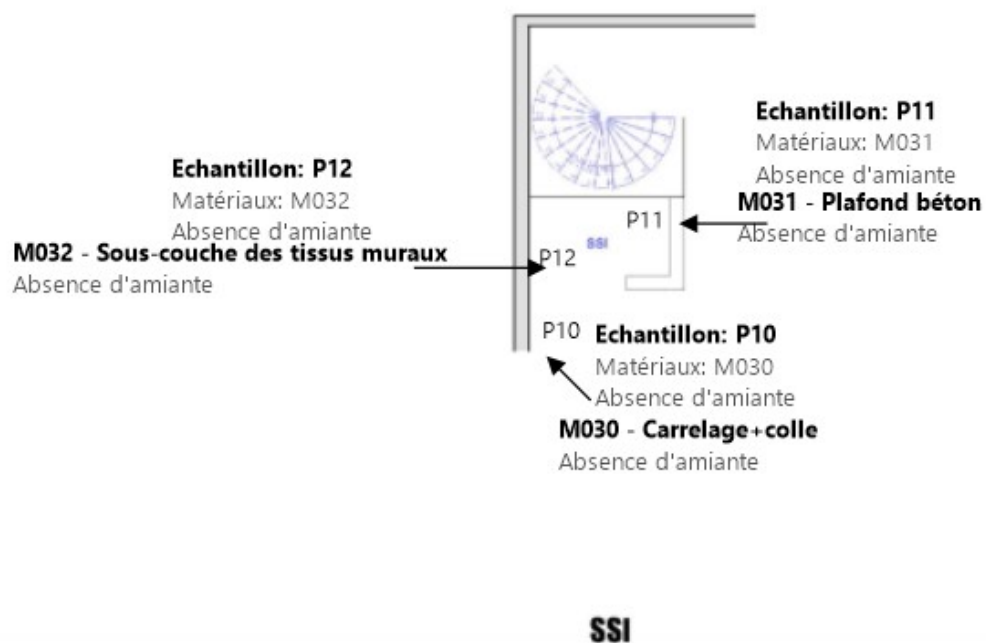 Echantillon: P11
Matériaux: M031
Absence d'amiante
M031 - Plafond béton
Absence d'amiante
Echantillon: P12
Matériaux: M032
Absence d'amiante
M032 - Sous-couche des tissus muraux
Absence d'amiante
P11
SSI
P12
P10
Echantillon: P10
Matériaux: M030
Absence d'amiante
M030 - Carrelage+colle
Absence d'amiante
SSI